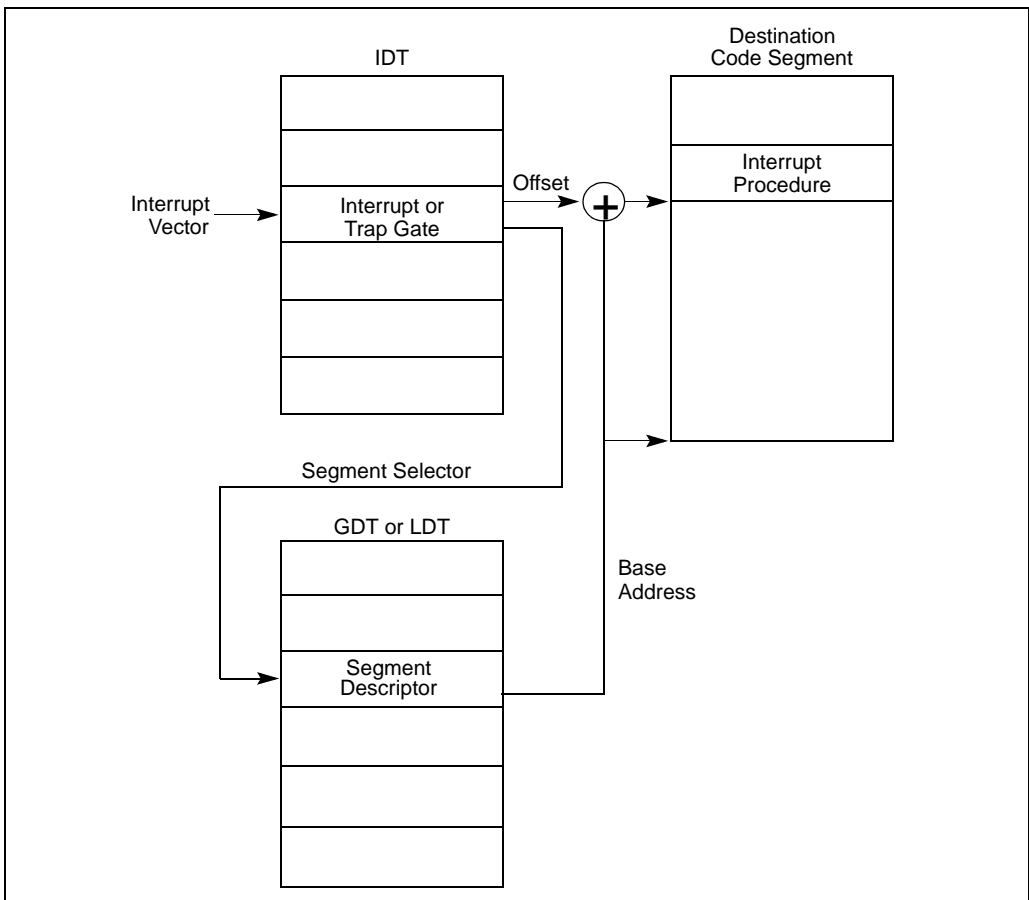 IDT
Destination
Code Segment
Interrupt
Vector
Interrupt or
Trap Gate
Offset
+
Interrupt
Procedure
Segment Selector
GDT or LDT
Base
Address
Segment
Descriptor